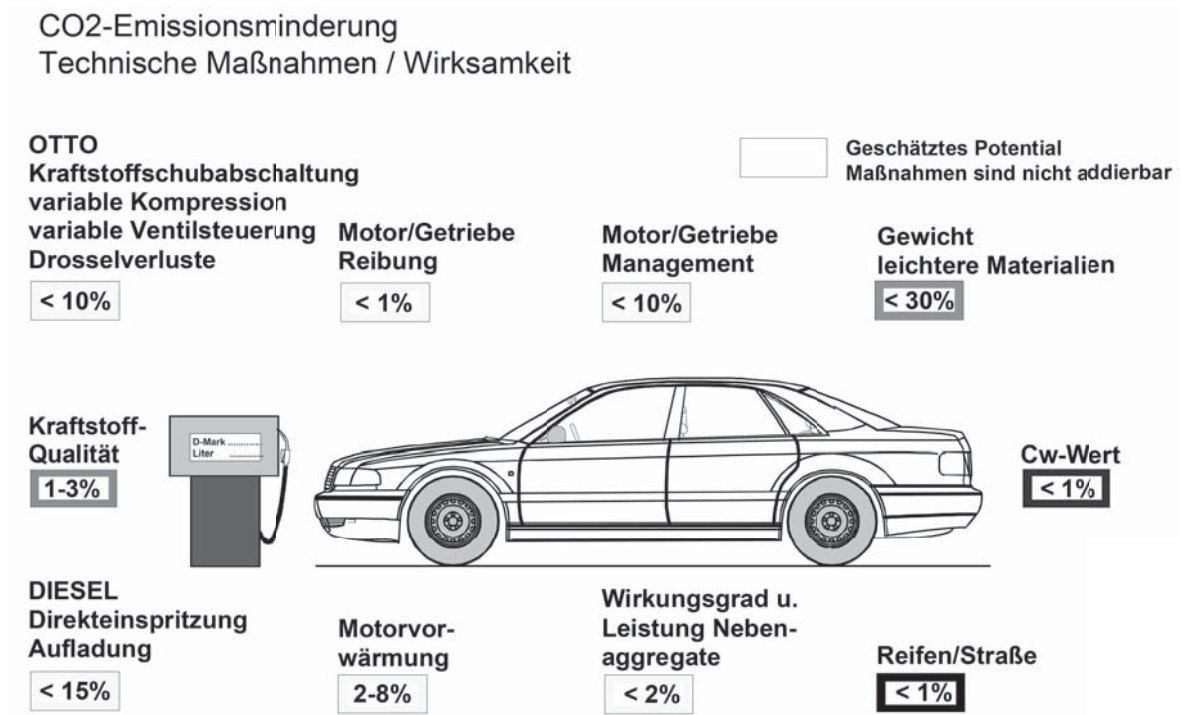 CO2-Emissionsminderung
Technische Maßnahmen / Wirksamkeit
OTTO
Kraftstoffschubabschaltung
variable Kompression
variable Ventilsteuerung
Drosselverluste
< 10%
Motor/Getriebe
Reibung
< 1%
Motor/Getriebe
Management
< 10%
Geschätztes Potential
Maßnahmen sind nicht addierbar
Gewicht
leichtere Materialien
< 30%
Kraftstoff-
Qualität
1-3%
D-Mark ............
Liter ............
Cw-Wert
< 1%
DIESEL
Direkteinspritzung
Aufladung
< 15%
Motorvor-
wärmung
2-8%
Wirkungsgrad u.
Leistung Neben-
aggregate
< 2%
Reifen/Straße
< 1%